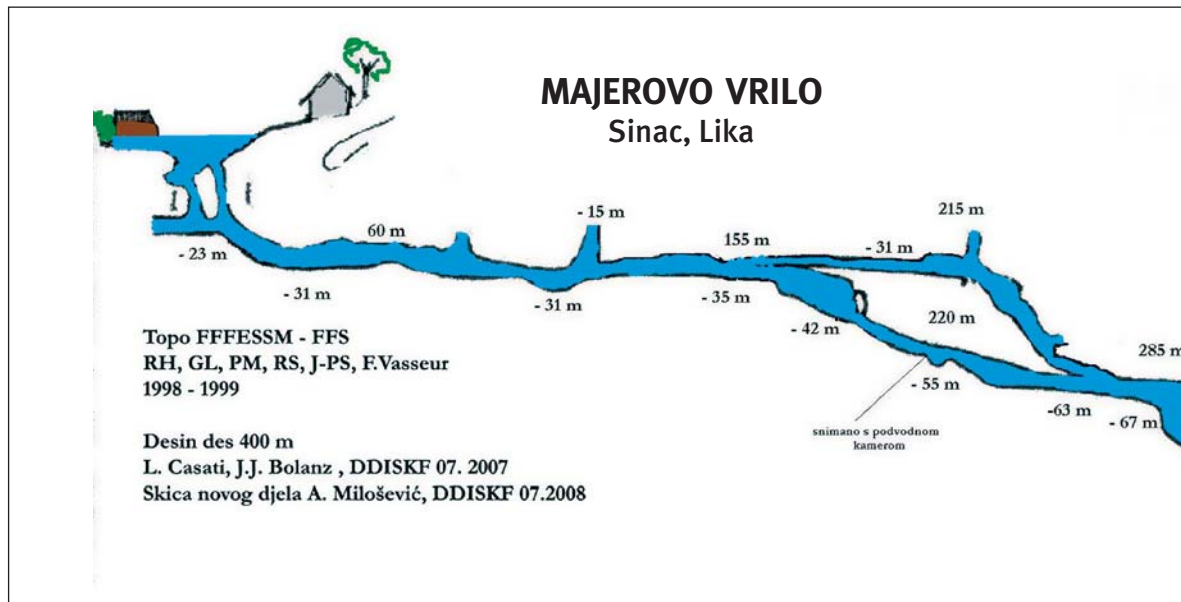 MAJEROVO VRILO
Sinac, Lika
- 15 m
215 m
60 m
155 m
- 31 m
- 23 m
- 31 m
- 31 m
- 35 m
- 42 m
220 m
285 m
- 55 m
-63 m
- 67 m
snimano s podvodnom
kamerom
Topo FFFESSM - FFS
RH, GL, PM, RS, J-PS, F.Vasseur
1998 - 1999
Desin des 400 m
L. Casati, J.J. Bolanz , DDISKF 07. 2007
Skica novog djela A. Milošević, DDISKF 07.2008